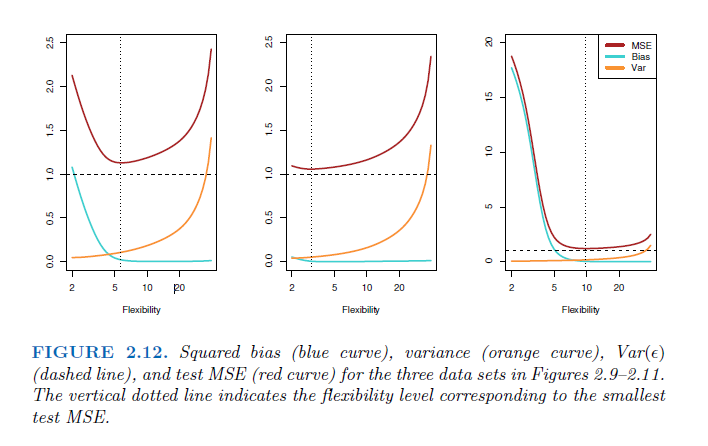 2.5
2.0
1.5
1.0
0.5
0.0
2 5 10 20
Flexibility
2.5
2.0
1.5
1.0
0.5
0.0
2 5 10 20
Flexibility
20
15
10
5
0
2 5 10 20
Flexibility
MSE
Bias
Var
FIGURE 2.12. Squared bias (blue curve), variance (orange curve), Var(ϵ)
(dashed line), and test MSE (red curve) for the three data sets in Figures 2.9–2.11.
The vertical dotted line indicates the flexibility level corresponding to the smallest
test MSE.